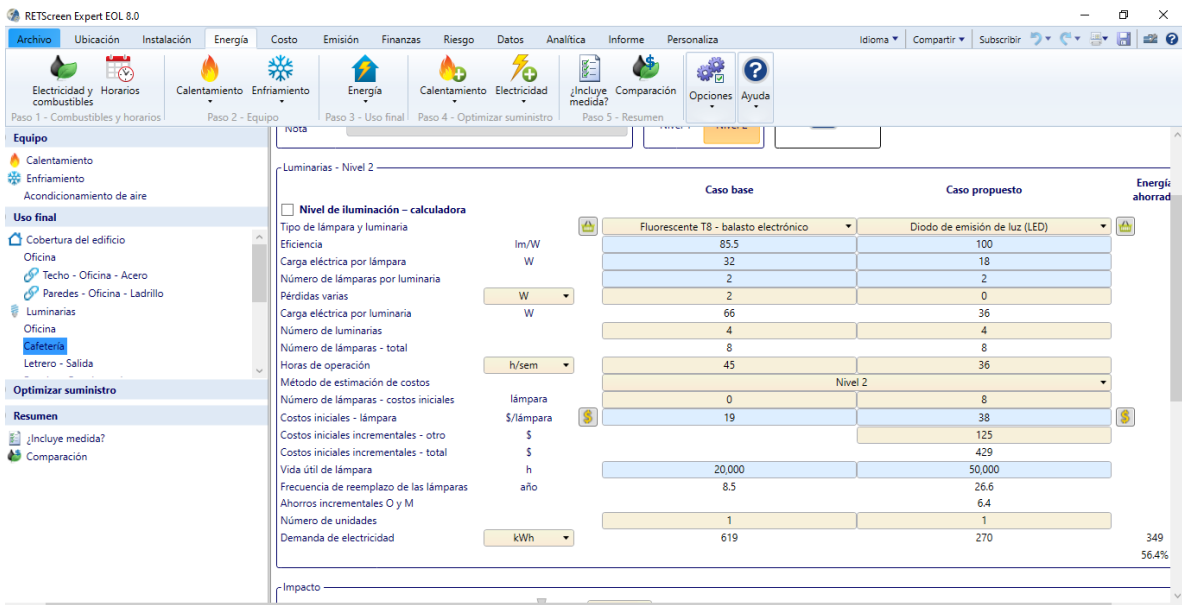 RETScreen Expert EOL 8.0
Archivo Ubicación Instalación Energía Costo Emisión Finanzas Riesgo Datos Analítica Informe Personaliza Idioma Compartir Subscribir
Electricidad y combustibles Horarios Calentamiento Enfriamiento Energía Calentamiento Electricidad ¿Incluye medida? Comparación Opciones Ayuda
Paso 1 - Combustibles y horarios Paso 2 - Equipo Paso 3 - Uso final Paso 4 - Optimizar suministro Paso 5 - Resumen
Equipo
Calentamiento
Enfriamiento
Acondicionamiento de aire
Uso final
Cobertura del edificio
Oficina
Techo - Oficina - Acero
Paredes - Oficina - Ladrillo
Luminarias
Oficina
Cafetería
Letrero - Salida
Optimizar suministro
Resumen
¿Incluye medida?
Comparación
Nota
Luminarias - Nivel 2
Caso base Caso propuesto Energía ahorrad
Nivel de iluminación – calculadora
Tipo de lámpara y luminaria Fluorescente T8 - balasto electrónico Diodo de emisión de luz (LED)
Eficiencia lm/W 85.5 100
Carga eléctrica por lámpara W 32 18
Número de lámparas por luminaria 2 2
Pérdidas varias W 2 0
Carga eléctrica por luminaria W 66 36
Número de luminarias 4 4
Número de lámparas - total 8 8
Horas de operación h/sem 45 36
Método de estimación de costos Nivel 2
Número de lámparas - costos iniciales lámpara 0 8
Costos iniciales - lámpara $/lámpara $ 19 38 $
Costos iniciales incrementales - otro $ 125
Costos iniciales incrementales - total $ 429
Vida útil de lámpara h 20,000 50,000
Frecuencia de reemplazo de las lámparas año 8.5 26.6
Ahorros incrementales O y M 6.4
Número de unidades 1 1
Demanda de electricidad kWh 619 270 349
56.4%
Impacto